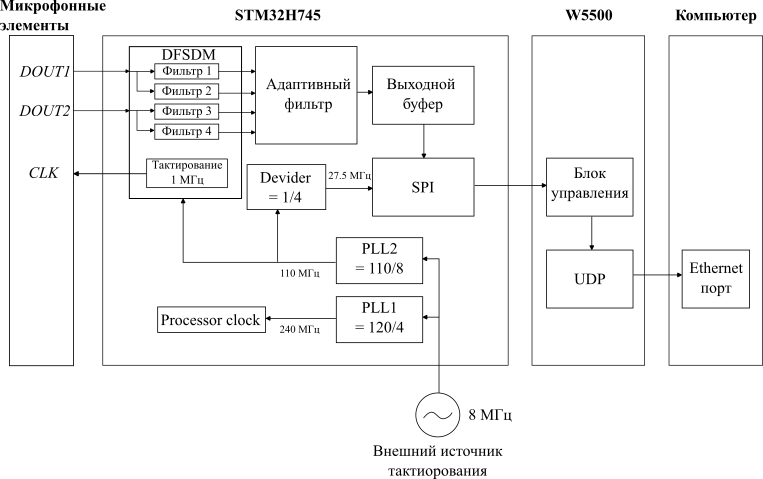 Микрофонные
элементы
STM32H745
W5500
Компьютер
DOUT1
DOUT2
CLK
DFSDM
Фильтр 1
Фильтр 2
Фильтр 3
Фильтр 4
Тактирование
1 МГц
Адаптивный
фильтр
Выходной
буфер
Devider
= 1/4
27.5 МГц
SPI
Блок
управления
UDP
Ethernet
порт
PLL2
= 110/8
110 МГц
PLL1
= 120/4
240 МГц
Processor clock
8 МГц
Внешний источник
тактиорования